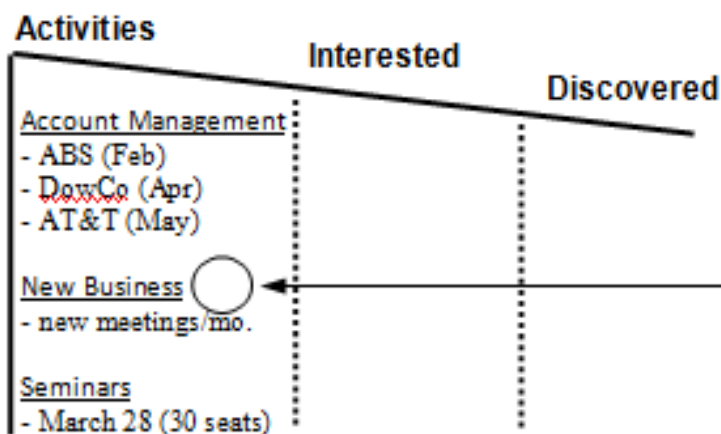 Activities
Interested
Discovered
Account Management
- ABS (Feb)
- DowCo (Apr)
- AT&T (May)
New Business
- new meetings/mo.
Seminars
- March 28 (30 seats)